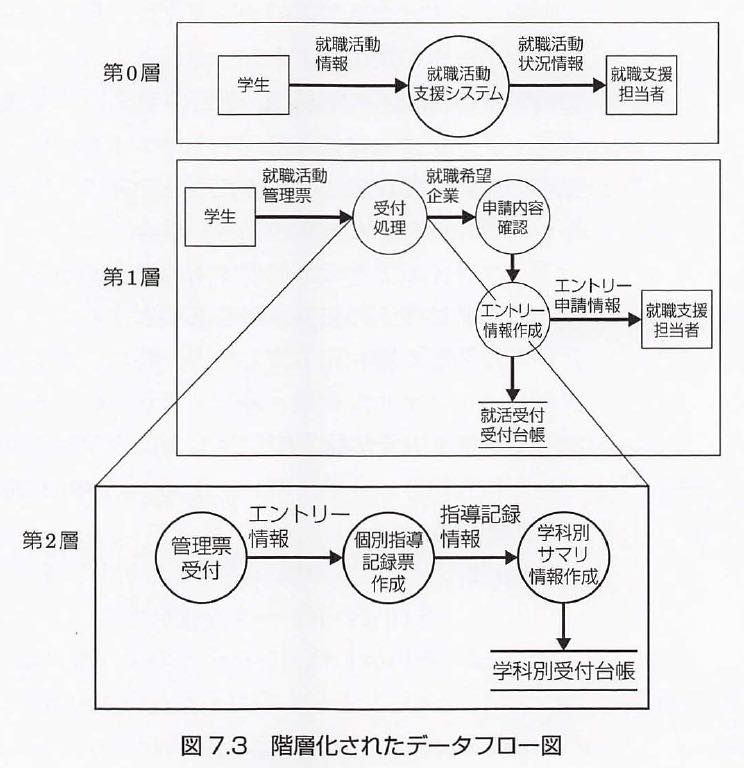 第0層
学生
就職活動
情報
就職活動
支援システム
就職活動
状況情報
就職支援
担当者
第1層
学生
就職活動
管理票
受付
処理
就職希望
企業
申請内容
確認
エントリー
情報作成
エントリー
申請情報
就職支援
担当者
就活受付
受付台帳
第2層
管理票
受付
エントリー
情報
個別指導
記録票
作成
指導記録
情報
学科別
サマリ
情報作成
学科別受付台帳
図 7.3 階層化されたデータフロー図